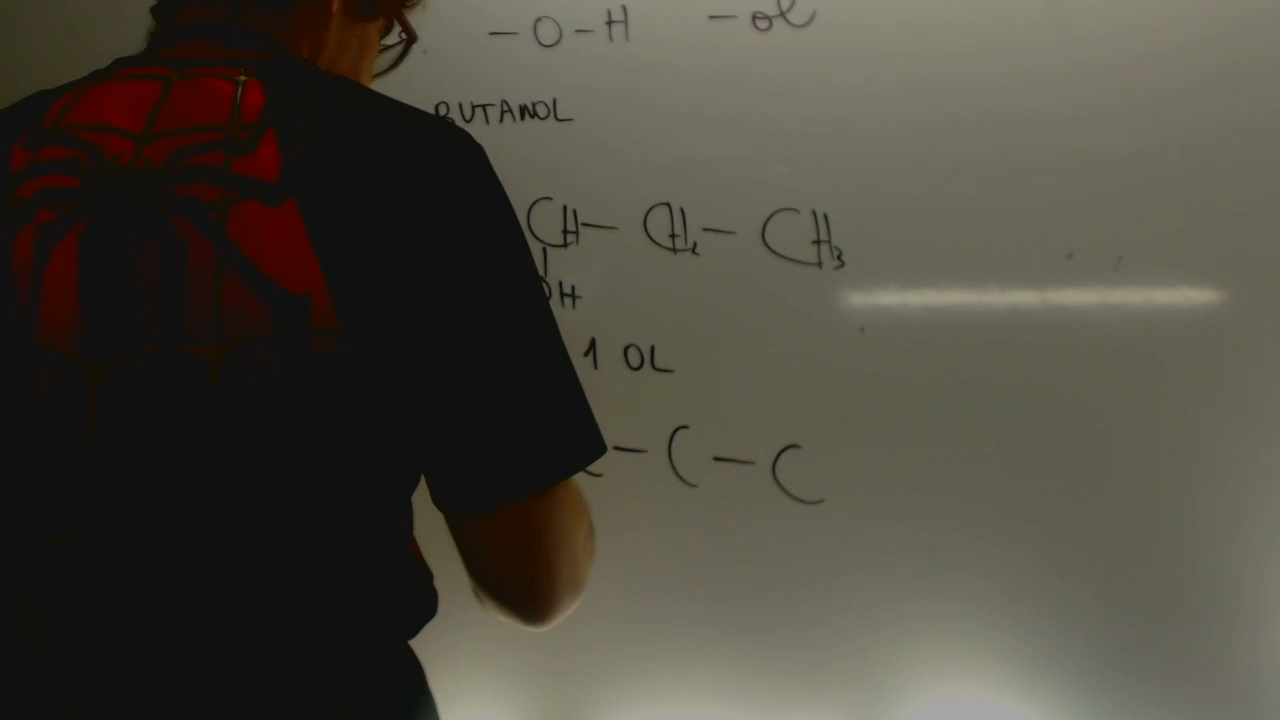 -O-H -ol
BUTANOL
CH-CH₂-CH₃
OH
1 OL
-C-C